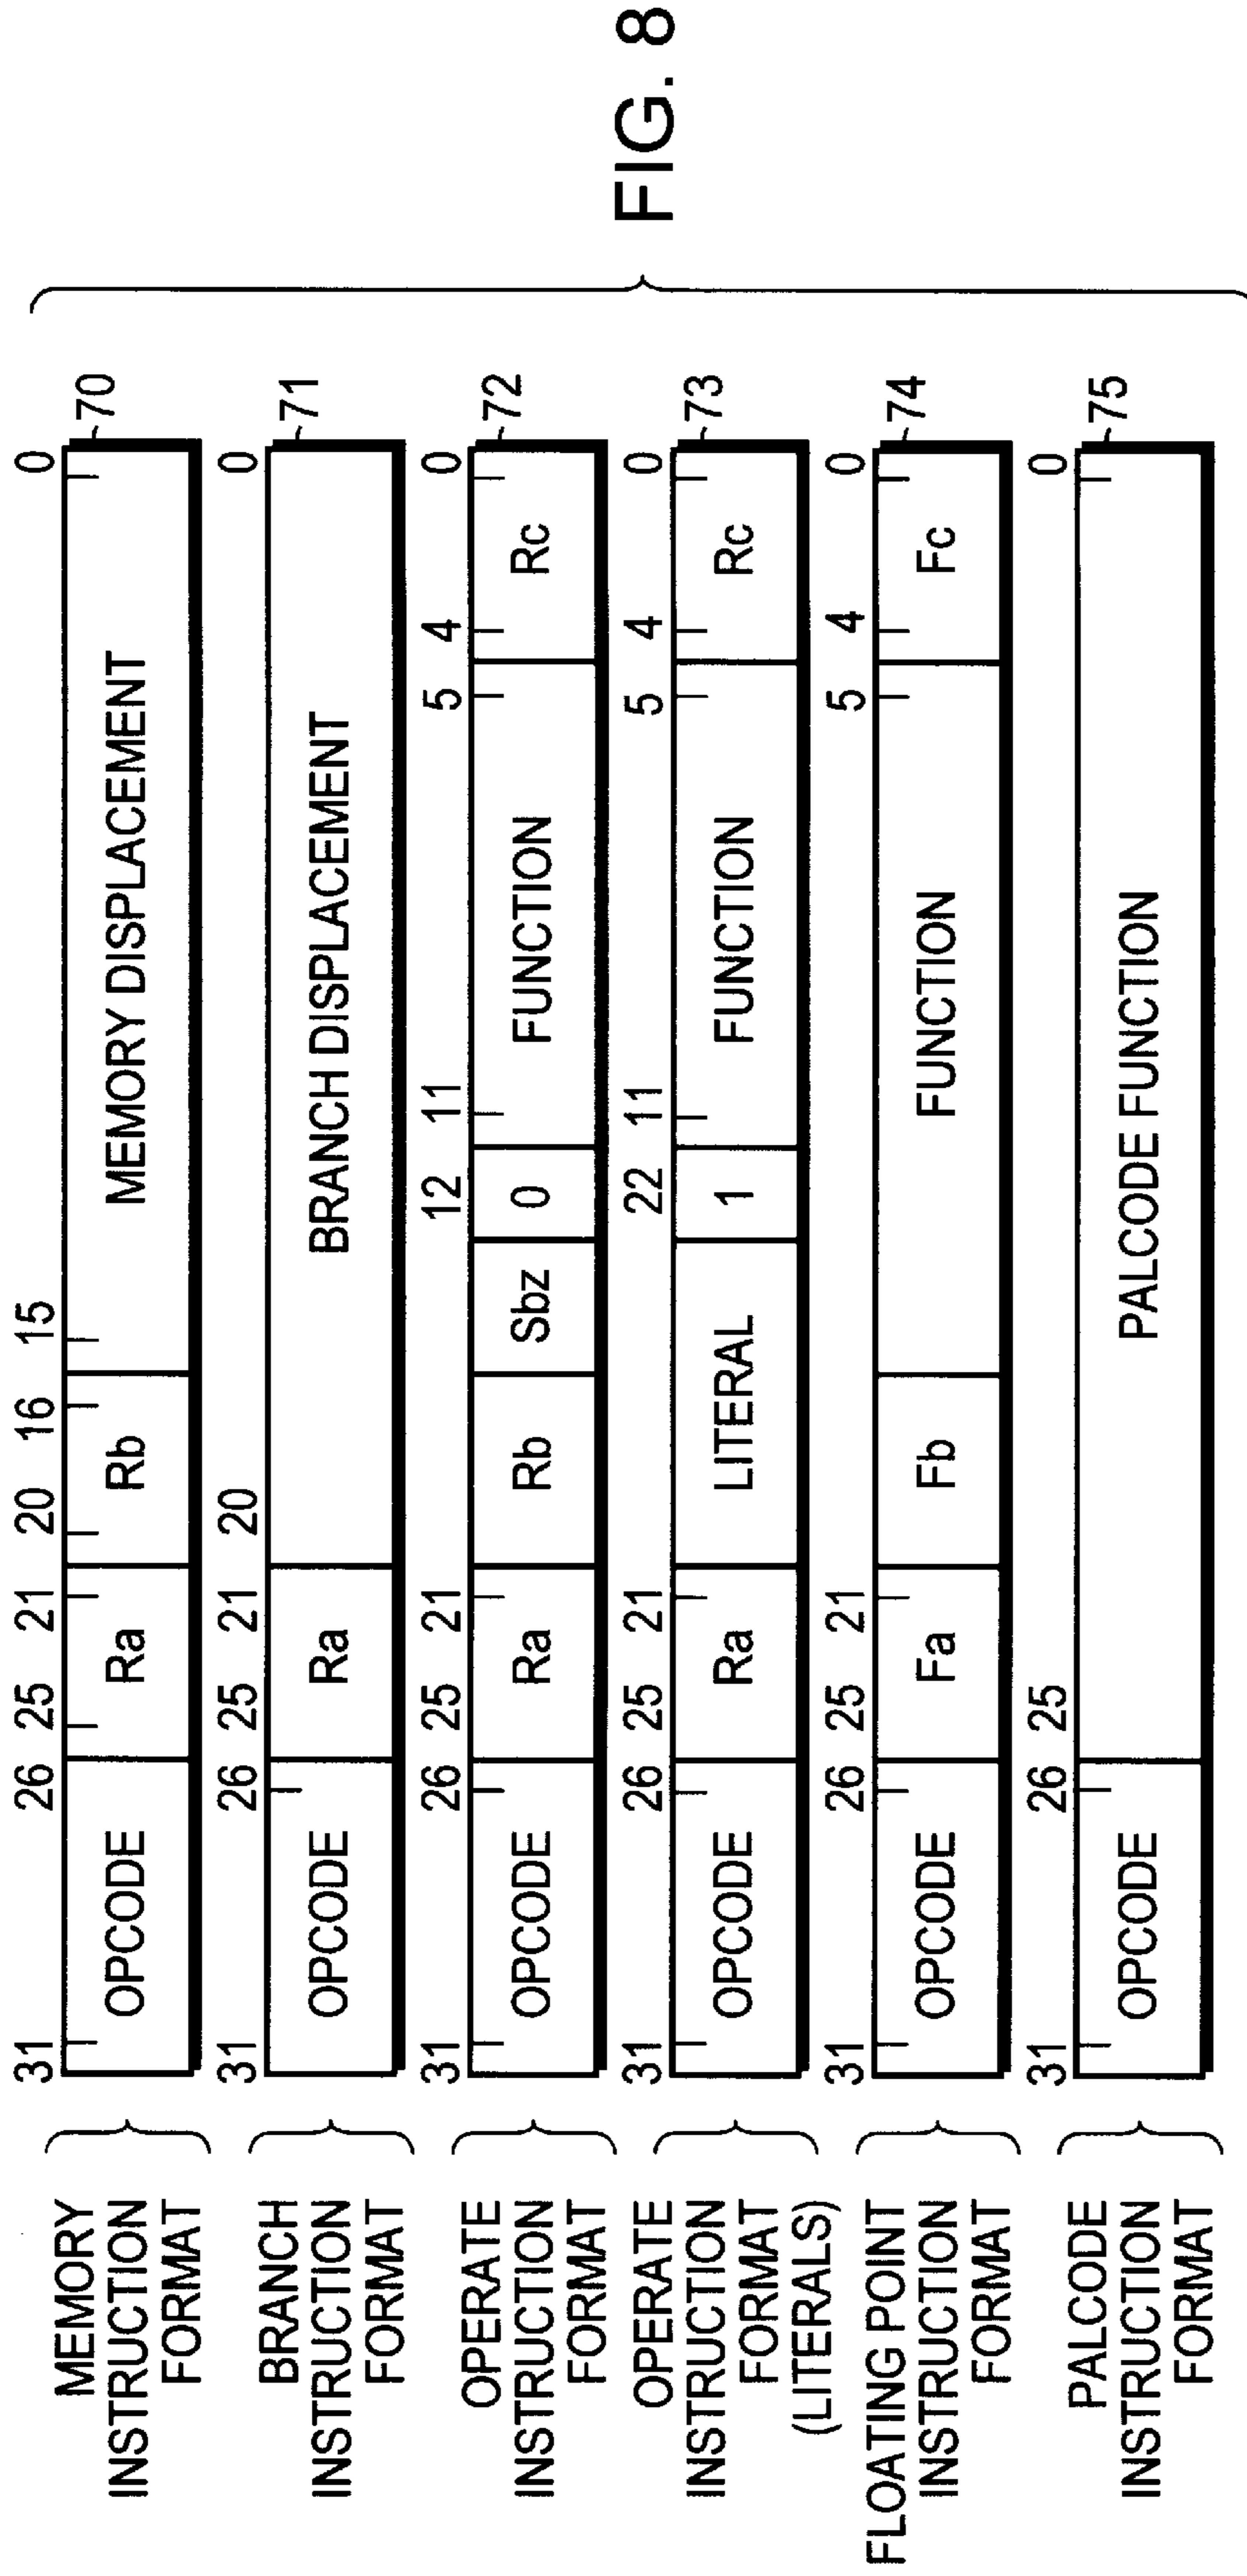 31 26 25 21 20 16 15 0
MEMORY
INSTRUCTION
FORMAT
OPCODE Ra Rb MEMORY DISPLACEMENT 70
31 26 25 21 20 0
BRANCH
INSTRUCTION
FORMAT
OPCODE Ra BRANCH DISPLACEMENT 71
31 26 25 21 12 11 5 4 0
OPERATE
INSTRUCTION
FORMAT
OPCODE Ra Rb Sbz 0 FUNCTION Rc 72
31 26 25 21 22 11 5 4 0
OPERATE
INSTRUCTION
FORMAT
(LITERALS)
OPCODE Ra LITERAL 1 FUNCTION Rc 73
31 26 25 21 5 4 0
FLOATING POINT
INSTRUCTION
FORMAT
OPCODE Fa Fb FUNCTION Fc 74
31 26 25 0
PALCODE
INSTRUCTION
FORMAT
OPCODE PALCODE FUNCTION 75
FIG. 8